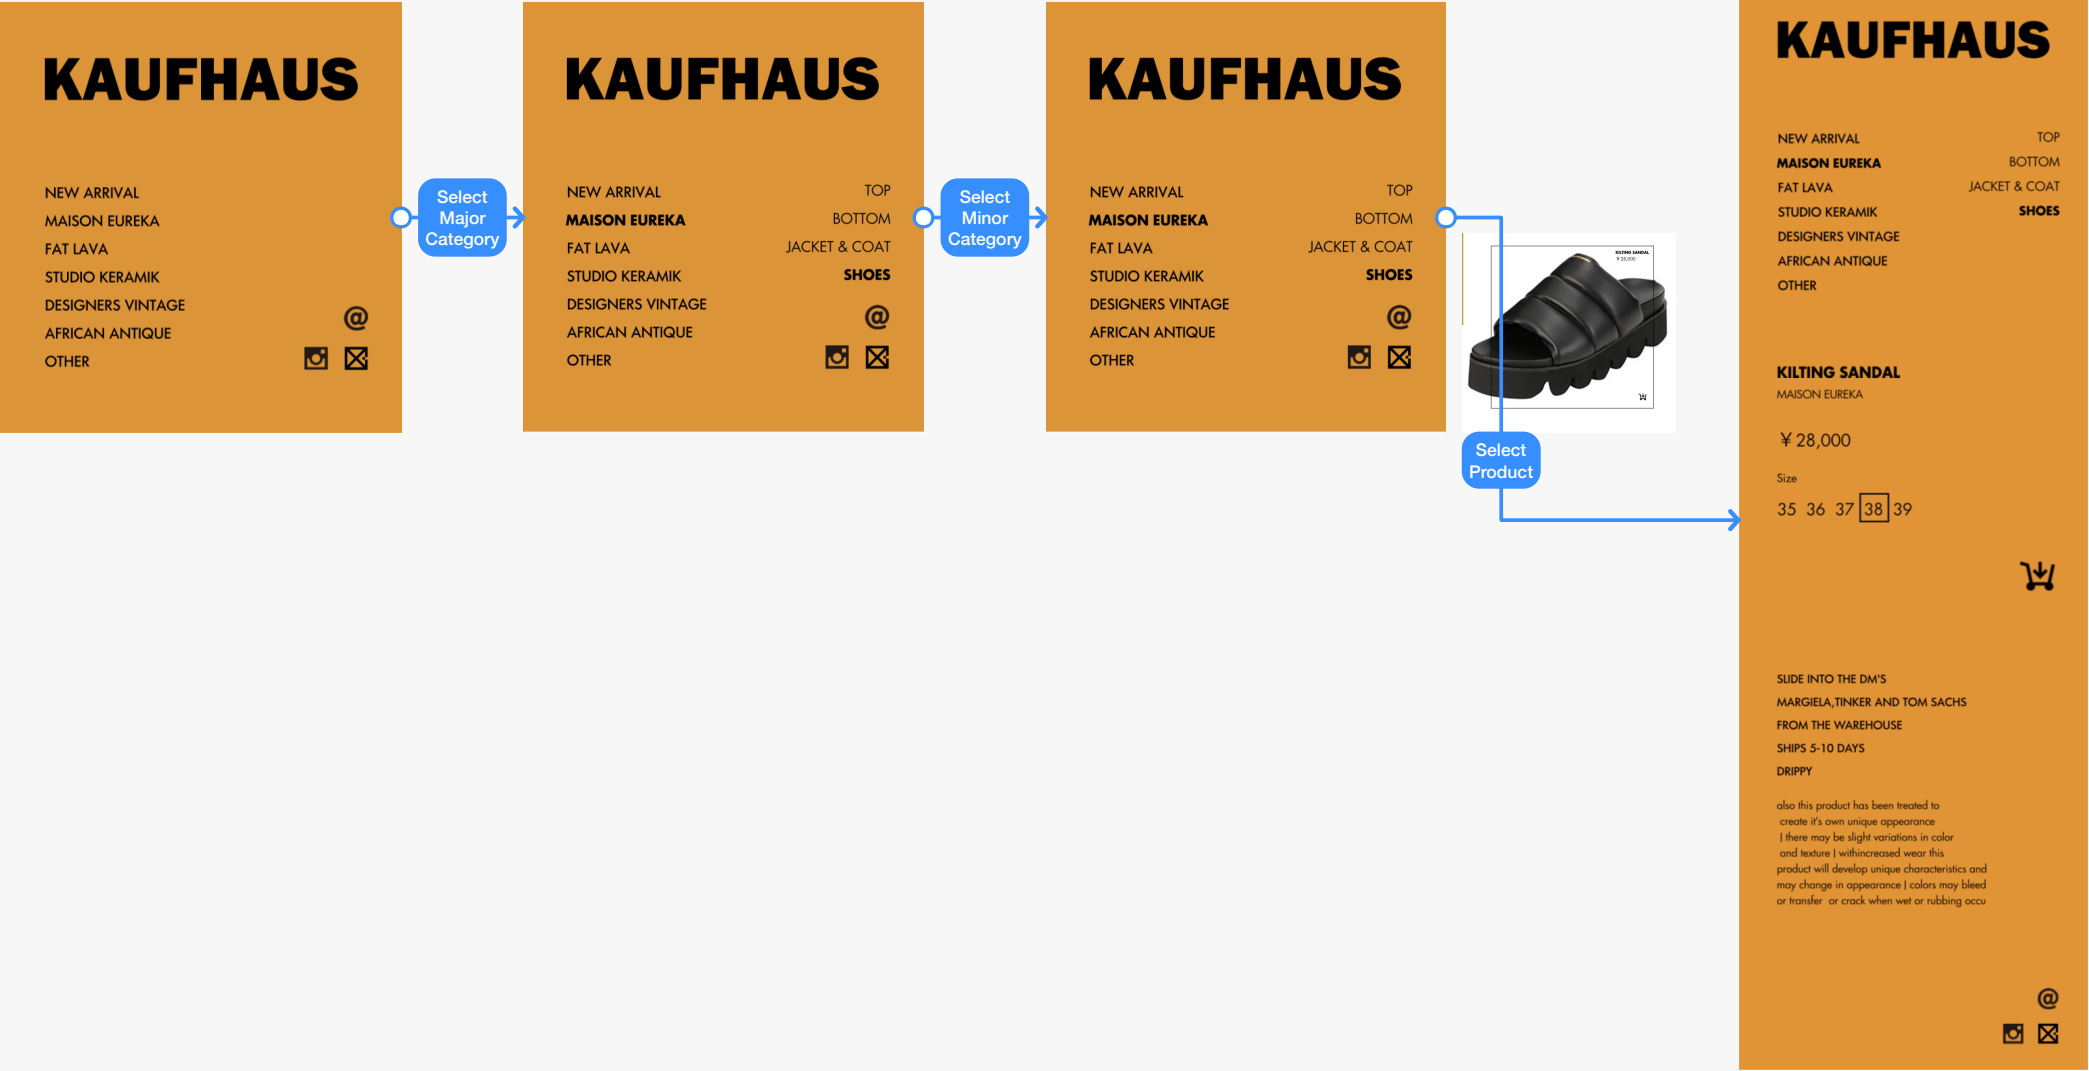 KAUFHAUS
NEW ARRIVAL
MAISON EUREKA
FAT LAVA
STUDIO KERAMIK
DESIGNERS VINTAGE
AFRICAN ANTIQUE
OTHER
@
Select
Major
Category
KAUFHAUS
NEW ARRIVAL
MAISON EUREKA
FAT LAVA
STUDIO KERAMIK
DESIGNERS VINTAGE
AFRICAN ANTIQUE
OTHER
TOP
BOTTOM
JACKET & COAT
SHOES
@
Select
Minor
Category
KAUFHAUS
NEW ARRIVAL
MAISON EUREKA
FAT LAVA
STUDIO KERAMIK
DESIGNERS VINTAGE
AFRICAN ANTIQUE
OTHER
TOP
BOTTOM
JACKET & COAT
SHOES
@
KILTING SANDAL
¥ 28,000
Select
Product
KAUFHAUS
NEW ARRIVAL
MAISON EUREKA
FAT LAVA
STUDIO KERAMIK
DESIGNERS VINTAGE
AFRICAN ANTIQUE
OTHER
TOP
BOTTOM
JACKET & COAT
SHOES
KILTING SANDAL
MAISON EUREKA
¥ 28,000
Size
35 36 37 38 39
SLIDE INTO THE DM'S
MARGIELA,TINKER AND TOM SACHS
FROM THE WAREHOUSE
SHIPS 5-10 DAYS
DRIPPY
also this product has been treated to
create it's own unique appearance
| there may be slight variations in color
and texture | withincreased wear this
product will develop unique characteristics and
may change in appearance | colors may bleed
or transfer or crack when wet or rubbing occu
@